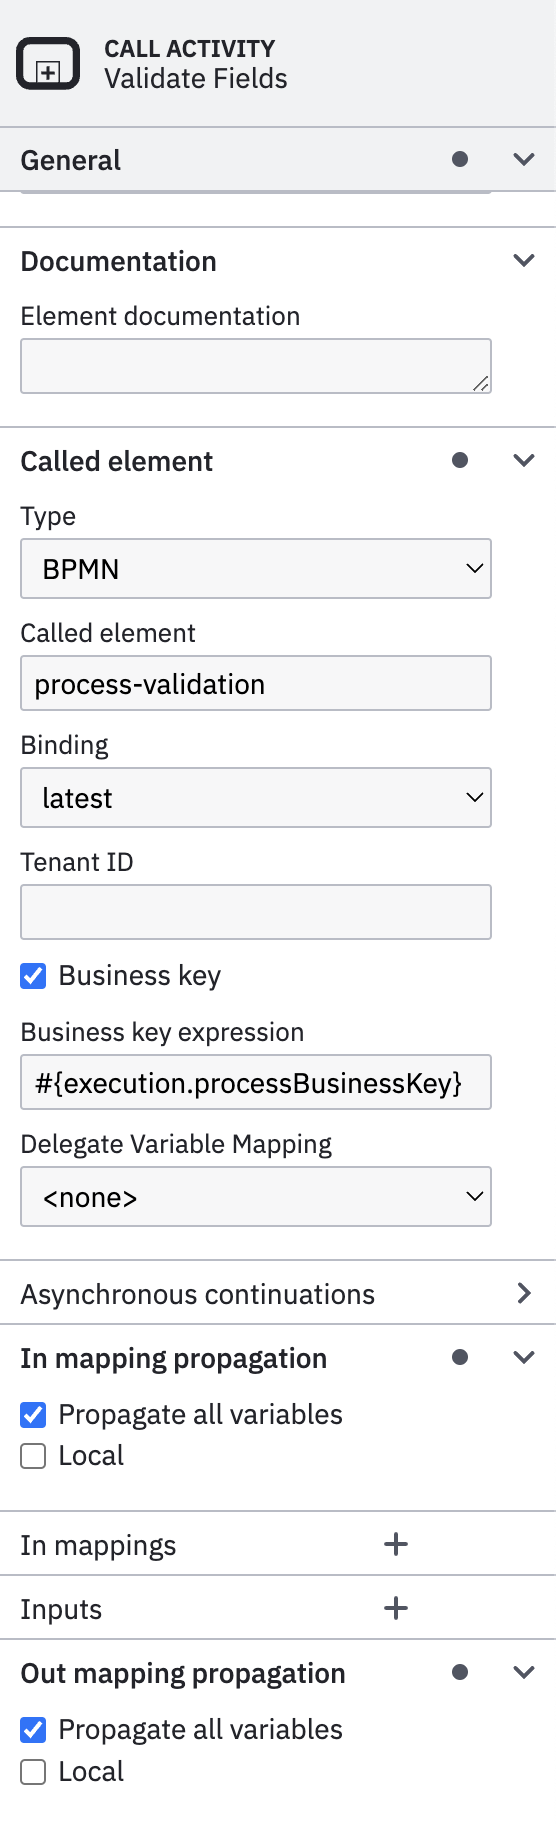 CALL ACTIVITY
Validate Fields
General
Documentation
Element documentation
Called element
Type
BPMN
Called element
process-validation
Binding
latest
Tenant ID
Business key
Business key expression
#{execution.processBusinessKey}
Delegate Variable Mapping
<none>
Asynchronous continuations
In mapping propagation
Propagate all variables
Local
In mappings
Inputs
Out mapping propagation
Propagate all variables
Local